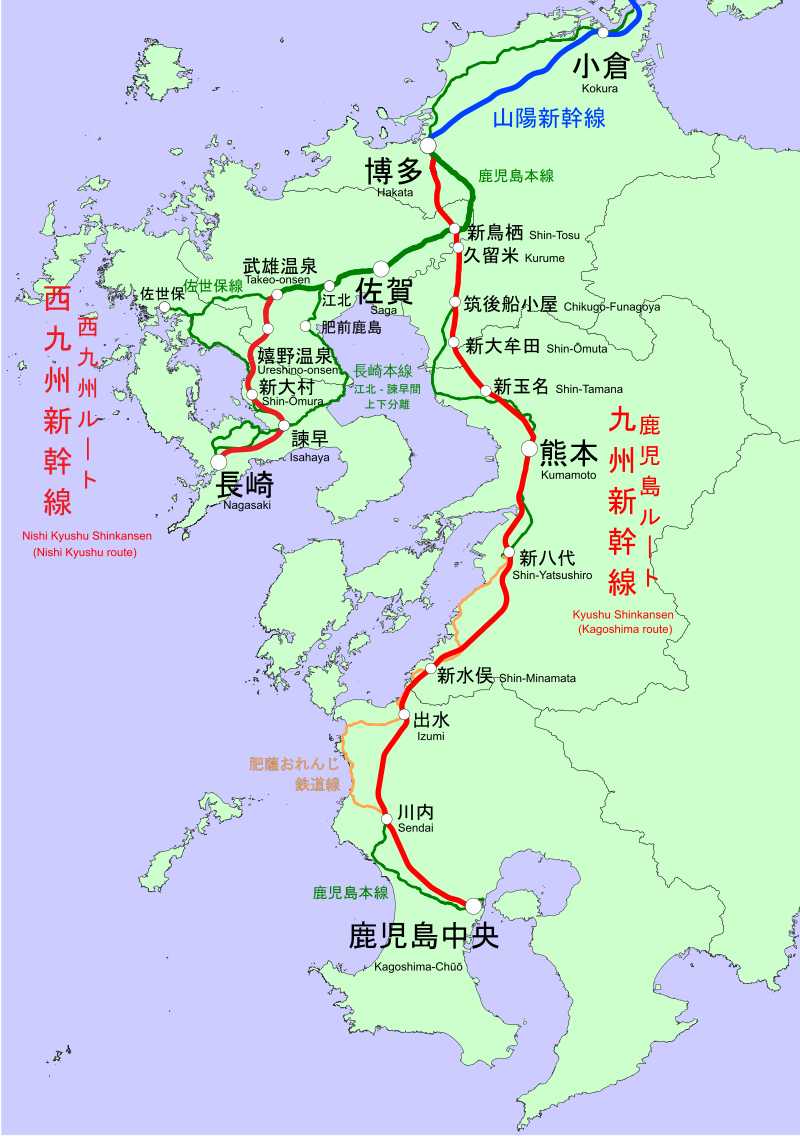 小倉
Kokura
山陽新幹線
博多
Hakata
鹿児島本線
新鳥栖 Shin-Tosu
久留米 Kurume
武雄温泉
Takeo-onsen
佐世保
佐世保線
江北
佐賀
Saga
筑後船小屋 Chikugo-Funagoya
肥前鹿島
新大牟田 Shin-Ōmuta
嬉野温泉
Ureshino-onsen
長崎本線
江北 - 諫早間
上下分離
新大村
Shin-Ōmura
新玉名 Shin-Tamana
諫早
Isahaya
熊本
Kumamoto
長崎
Nagasaki
西九州新幹線
西九州ルート
Nishi Kyushu Shinkansen
(Nishi Kyushu route)
九州新幹線
鹿児島ルート
Kyushu Shinkansen
(Kagoshima route)
新八代
Shin-Yatsushiro
新水俣 Shin-Minamata
出水
Izumi
肥薩おれんじ
鉄道線
川内
Sendai
鹿児島本線
鹿児島中央
Kagoshima-Chūō